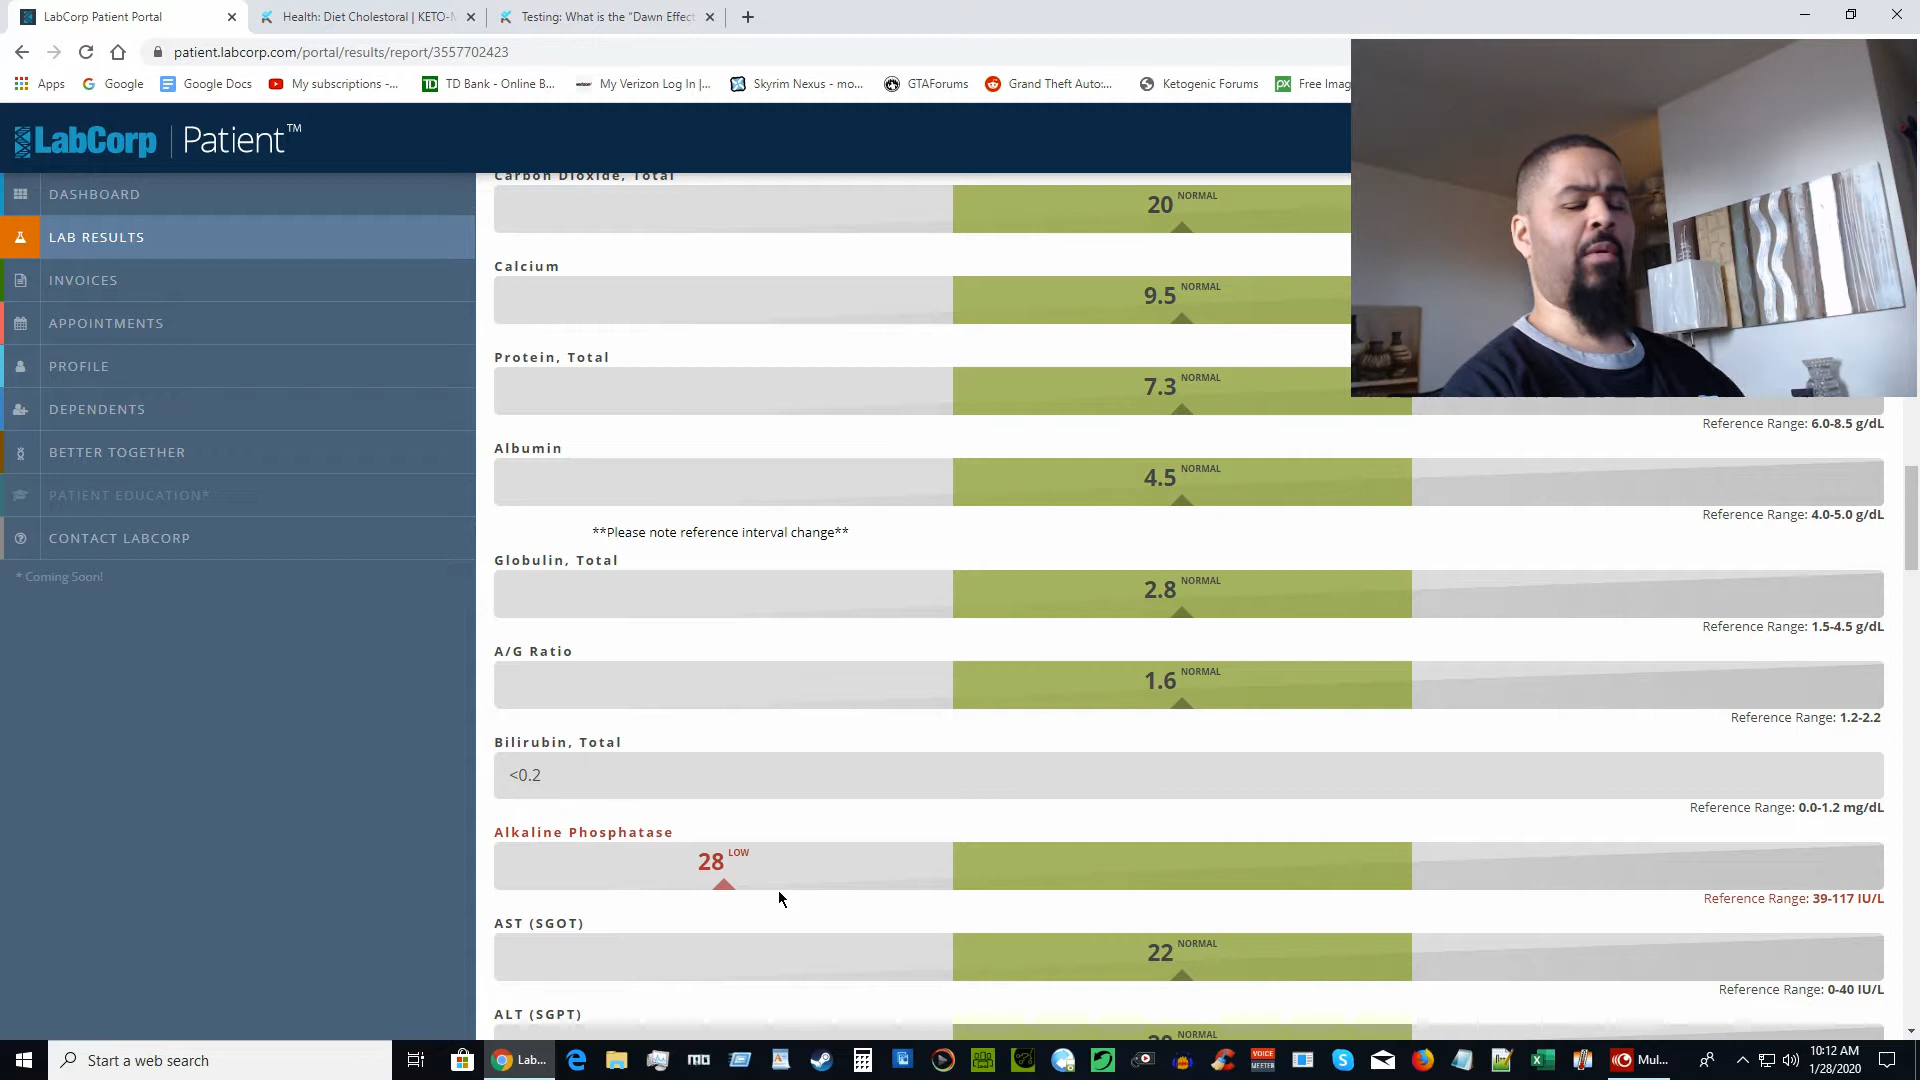 LabCorp Patient Portal
Health: Diet Cholestoral | KETO-M
Testing: What is the "Dawn Effect
patient.labcorp.com/portal/results/report/3557702423
Apps
Google
Google Docs
My subscriptions -...
TD Bank - Online B...
My Verizon Log In |...
Skyrim Nexus - mo...
GTAForums
Grand Theft Auto:...
Ketogenic Forums
Free Imag
LabCorp | Patient™
DASHBOARD
LAB RESULTS
INVOICES
APPOINTMENTS
PROFILE
DEPENDENTS
BETTER TOGETHER
PATIENT EDUCATION*
CONTACT LABCORP
* Coming Soon!
Carbon Dioxide, Total
20 NORMAL
Calcium
9.5 NORMAL
Protein, Total
7.3 NORMAL
Reference Range: 6.0-8.5 g/dL
Albumin
4.5 NORMAL
Reference Range: 4.0-5.0 g/dL
**Please note reference interval change**
Globulin, Total
2.8 NORMAL
Reference Range: 1.5-4.5 g/dL
A/G Ratio
1.6 NORMAL
Reference Range: 1.2-2.2
Bilirubin, Total
<0.2
Reference Range: 0.0-1.2 mg/dL
Alkaline Phosphatase
28 LOW
Reference Range: 39-117 IU/L
AST (SGOT)
22 NORMAL
Reference Range: 0-40 IU/L
ALT (SGPT)
Start a web search
Lab...
VOICE MEETER
Mul...
10:12 AM
1/28/2020